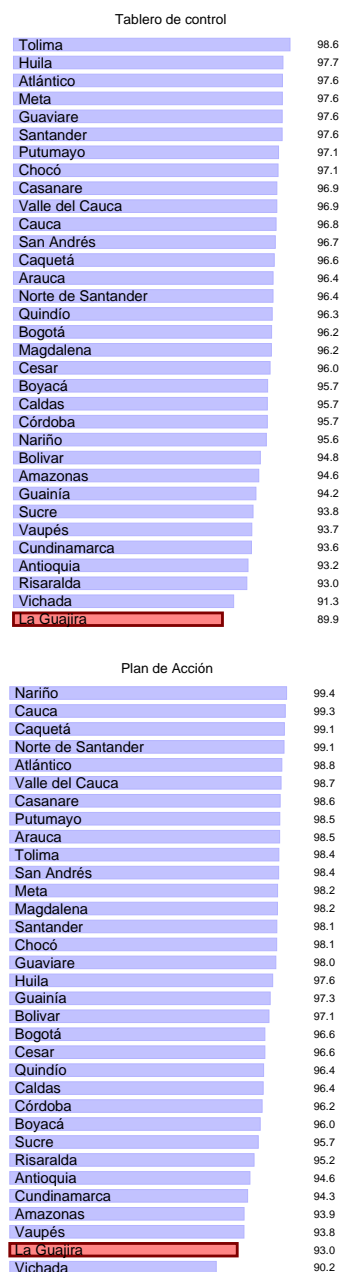 Tablero de control
Tolima 98.6
Huila 97.7
Atlántico 97.6
Meta 97.6
Guaviare 97.6
Santander 97.6
Putumayo 97.1
Chocó 97.1
Casanare 96.9
Valle del Cauca 96.9
Cauca 96.8
San Andrés 96.7
Caquetá 96.6
Arauca 96.4
Norte de Santander 96.4
Quindío 96.3
Bogotá 96.2
Magdalena 96.2
Cesar 96.0
Boyacá 95.7
Caldas 95.7
Córdoba 95.7
Nariño 95.6
Bolivar 94.8
Amazonas 94.6
Guainía 94.2
Sucre 93.8
Vaupés 93.7
Cundinamarca 93.6
Antioquia 93.2
Risaralda 93.0
Vichada 91.3
La Guajira 89.9
Plan de Acción
Nariño 99.4
Cauca 99.3
Caquetá 99.1
Norte de Santander 99.1
Atlántico 98.8
Valle del Cauca 98.7
Casanare 98.6
Putumayo 98.5
Arauca 98.5
Tolima 98.4
San Andrés 98.4
Meta 98.2
Magdalena 98.2
Santander 98.1
Chocó 98.1
Guaviare 98.0
Huila 97.6
Guainía 97.3
Bolivar 97.1
Bogotá 96.6
Cesar 96.6
Quindío 96.4
Caldas 96.4
Córdoba 96.2
Boyacá 96.0
Sucre 95.7
Risaralda 95.2
Antioquia 94.6
Cundinamarca 94.3
Amazonas 93.9
Vaupés 93.8
La Guajira 93.0
Vichada 90.2